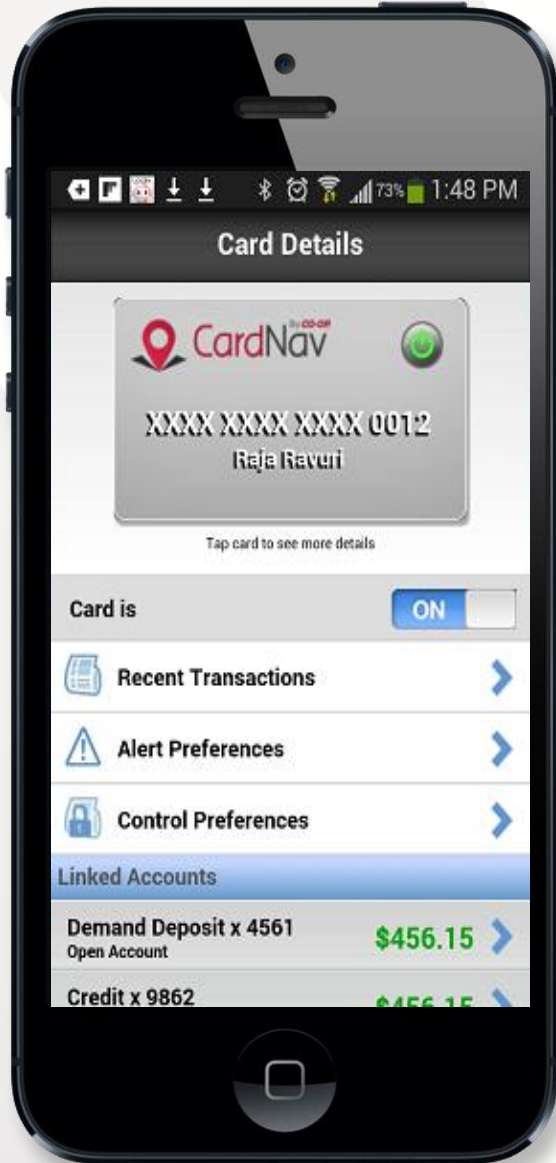 73% 1:48 PM
Card Details
CardNav by CO-OP
XXXX XXXX XXXX 0012
Raja Ravuri
Tap card to see more details
Card is ON
Recent Transactions
Alert Preferences
Control Preferences
Linked Accounts
Demand Deposit x 4561 $456.15
Open Account
Credit x 9862 $456.15